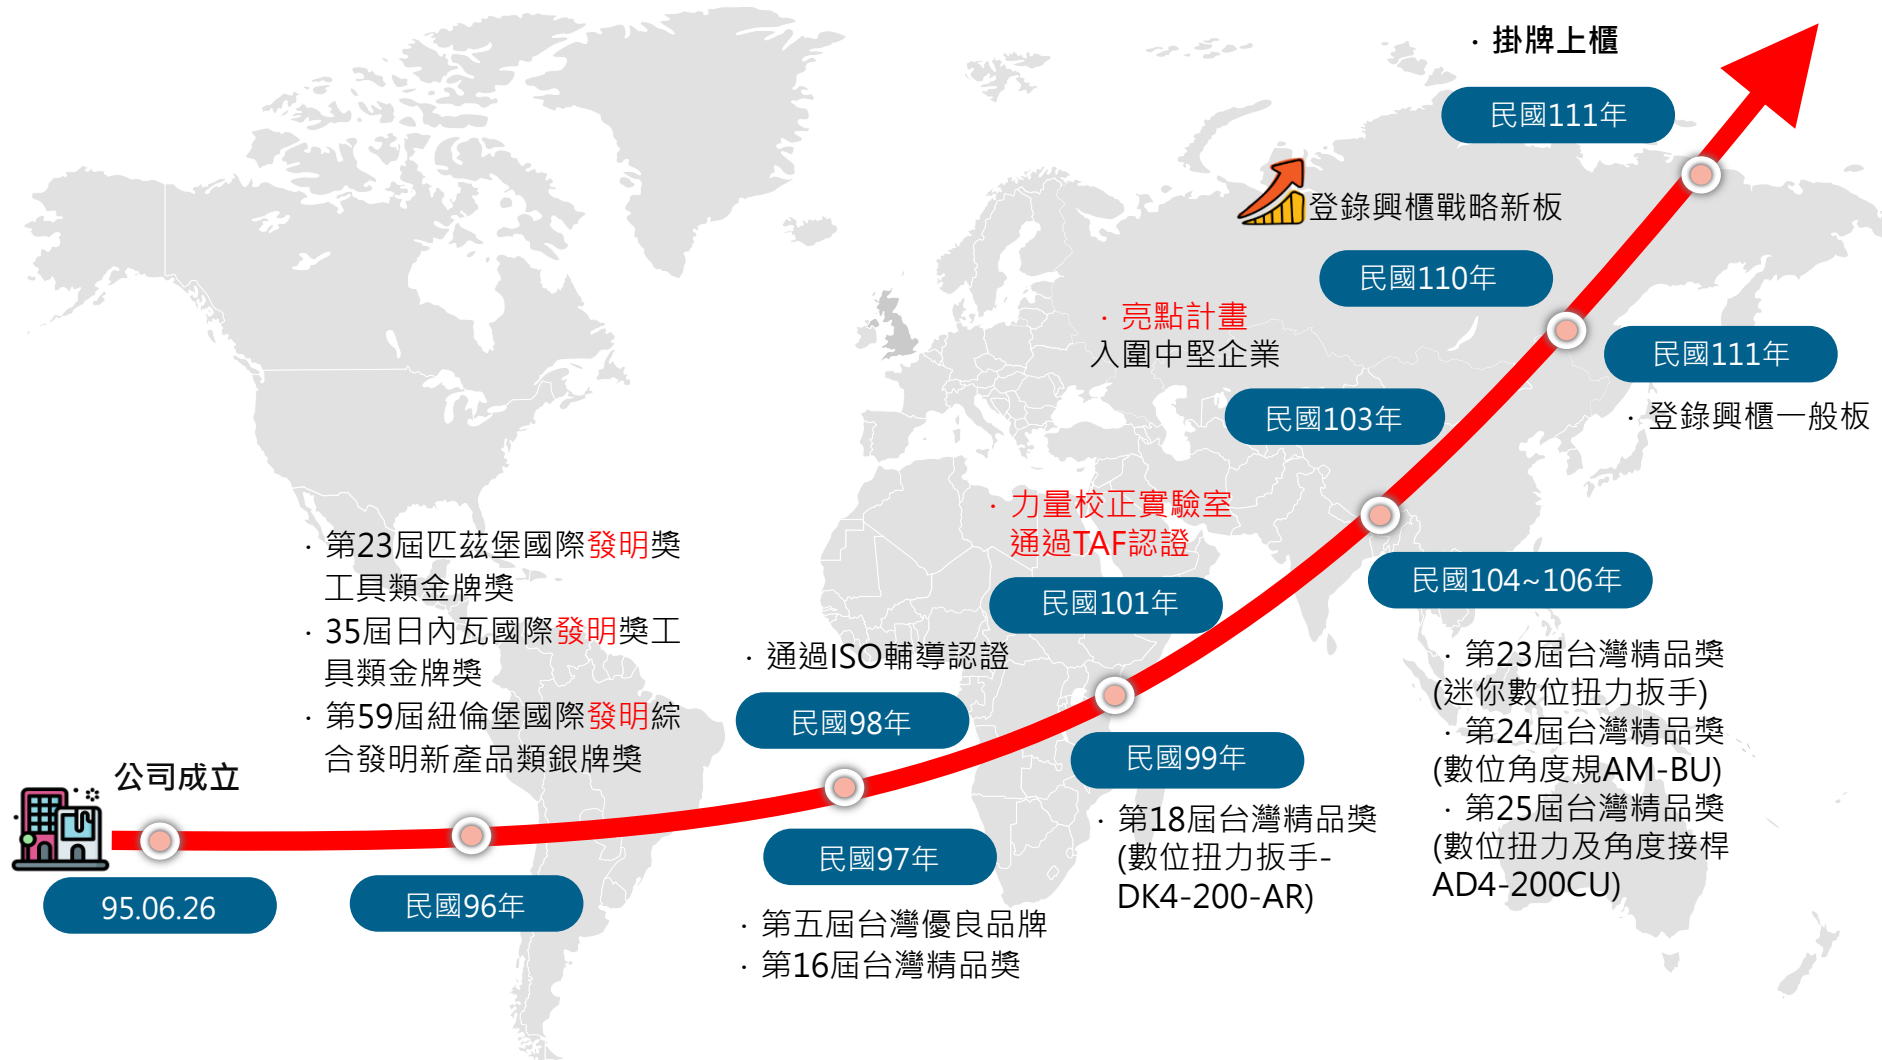 公司成立
95.06.26
· 第23屆匹茲堡國際發明獎
工具類金牌獎
· 35屆日內瓦國際發明獎工
具類金牌獎
· 第59屆紐倫堡國際發明綜
合發明新產品類銀牌獎
民國96年
民國97年
· 第五屆台灣優良品牌
· 第16屆台灣精品獎
· 通過ISO輔導認證
民國98年
民國99年
· 第18屆台灣精品獎
(數位扭力扳手-
DK4-200-AR)
· 力量校正實驗室
通過TAF認證
民國101年
· 亮點計畫
入圍中堅企業
民國103年
民國104~106年
· 第23屆台灣精品獎
(迷你數位扭力扳手)
· 第24屆台灣精品獎
(數位角度規AM-BU)
· 第25屆台灣精品獎
(數位扭力及角度接桿
AD4-200CU)
登錄興櫃戰略新板
民國110年
民國111年
· 登錄興櫃一般板
· 掛牌上櫃
民國111年